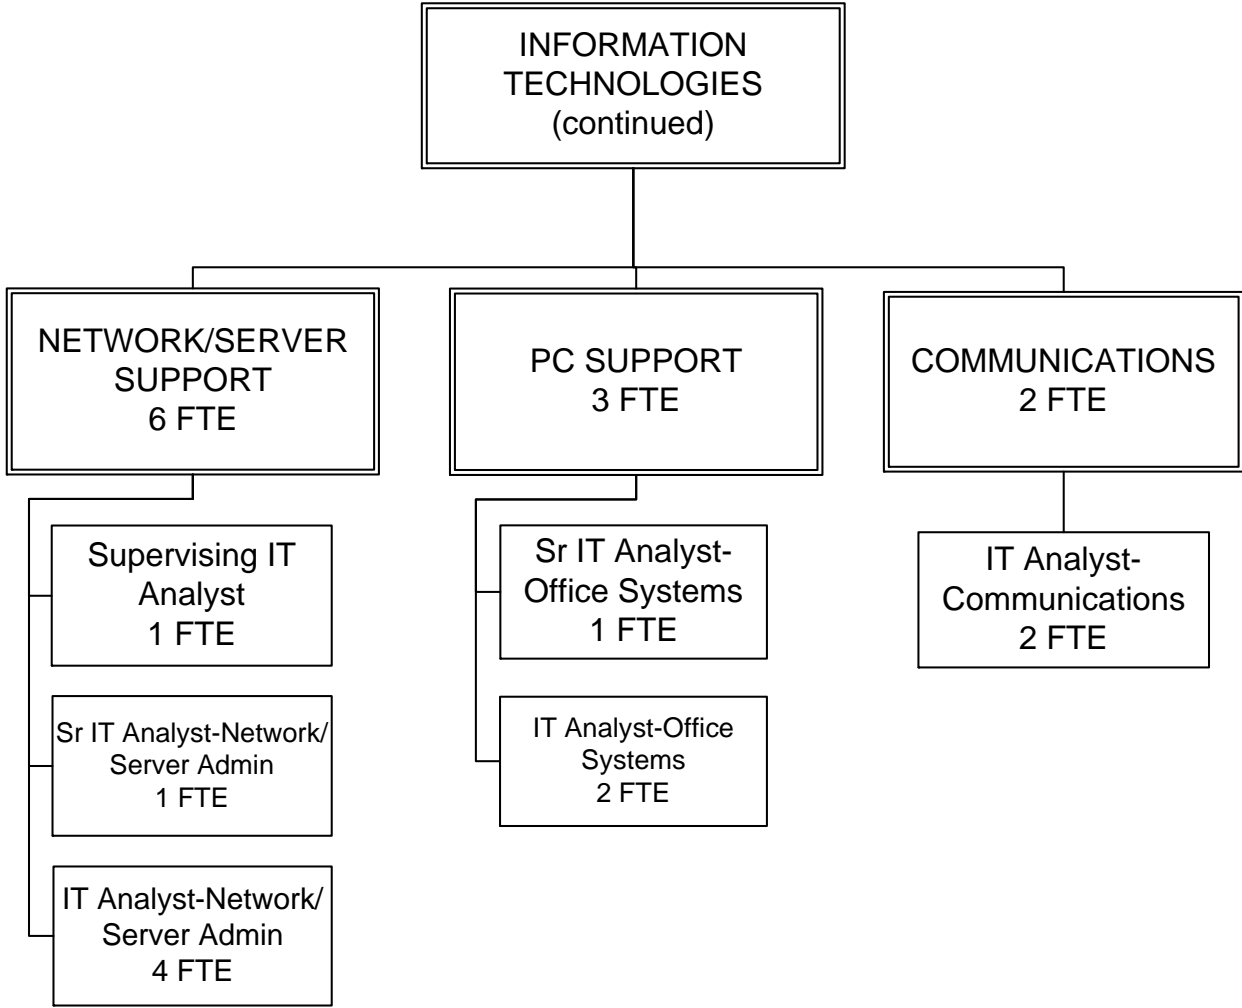 INFORMATION
TECHNOLOGIES
(continued)
NETWORK/SERVER
SUPPORT
6 FTE
PC SUPPORT
3 FTE
COMMUNICATIONS
2 FTE
Supervising IT
Analyst
1 FTE
Sr IT Analyst-Network/
Server Admin
1 FTE
IT Analyst-Network/
Server Admin
4 FTE
Sr IT Analyst-
Office Systems
1 FTE
IT Analyst-Office
Systems
2 FTE
IT Analyst-
Communications
2 FTE